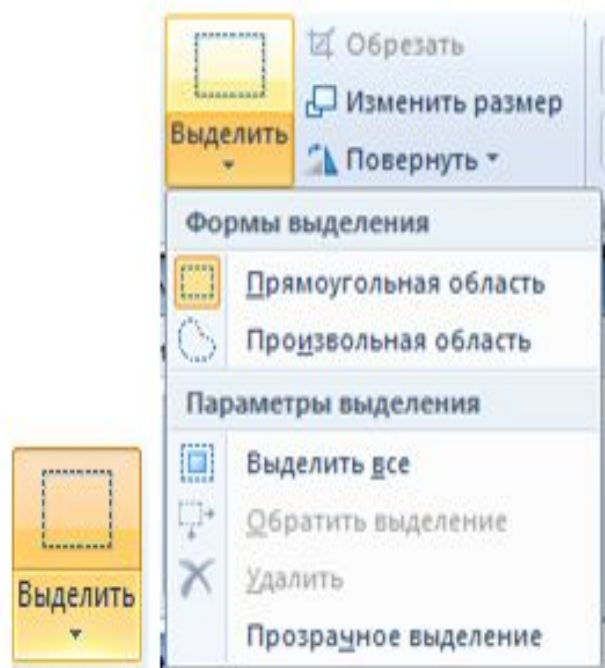 Обрезать
Изменить размер
Выделить
Повернуть
Формы выделения
Прямоугольная область
Произвольная область
Параметры выделения
Выделить все
Обратить выделение
Удалить
Прозрачное выделение
Выделить